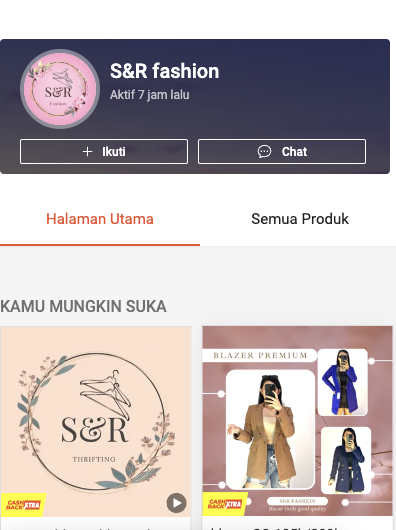 S&R
Fashion
S&R fashion
Aktif 7 jam lalu
+ Ikuti
Chat
Halaman Utama
Semua Produk
KAMU MUNGKIN SUKA
S&R
THRIFTING
CASH
BACK XTRA
BLAZER PREMIUM
S&R FASHION
Blazer thrift good quality
CASH
BACK XTRA